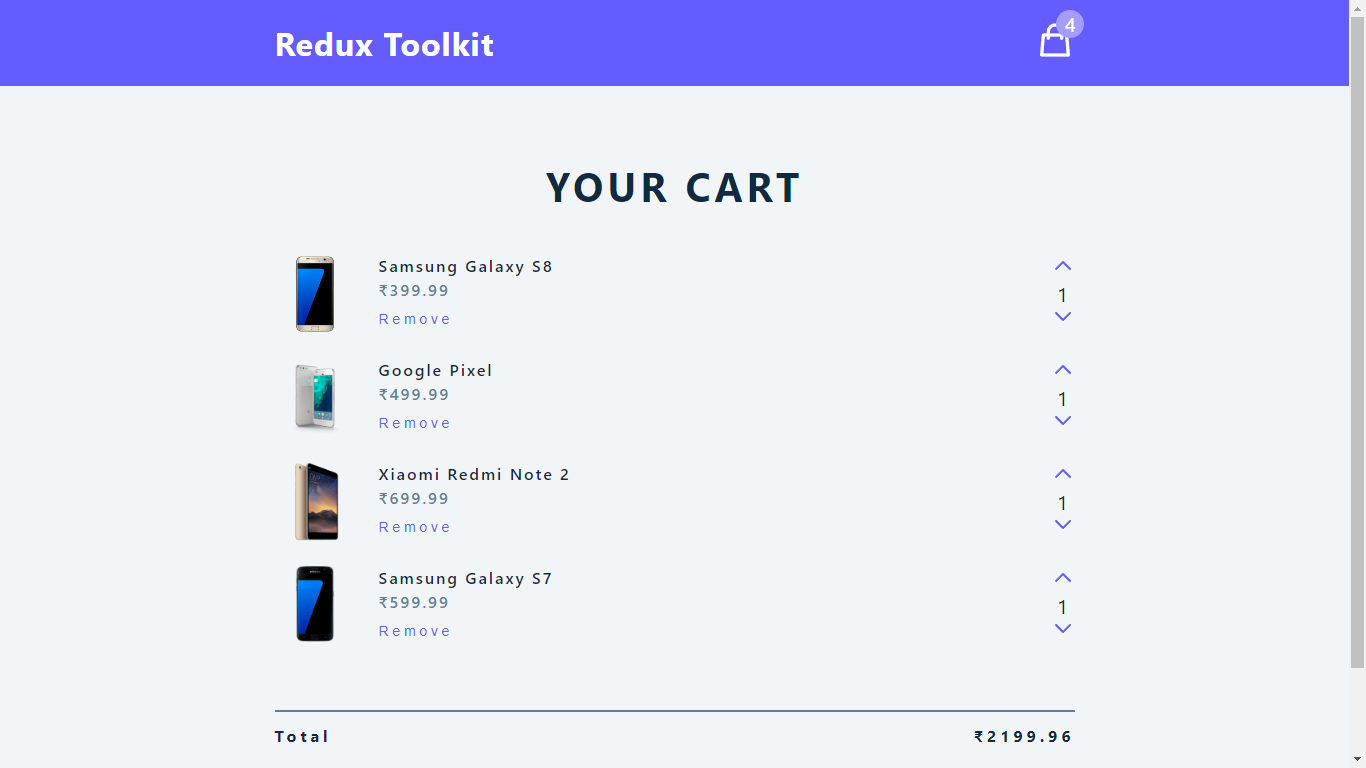 Redux Toolkit
4
YOUR CART
Samsung Galaxy S8
₹399.99
Remove
1
Google Pixel
₹499.99
Remove
1
Xiaomi Redmi Note 2
₹699.99
Remove
1
Samsung Galaxy S7
₹599.99
Remove
1
Total ₹2199.96